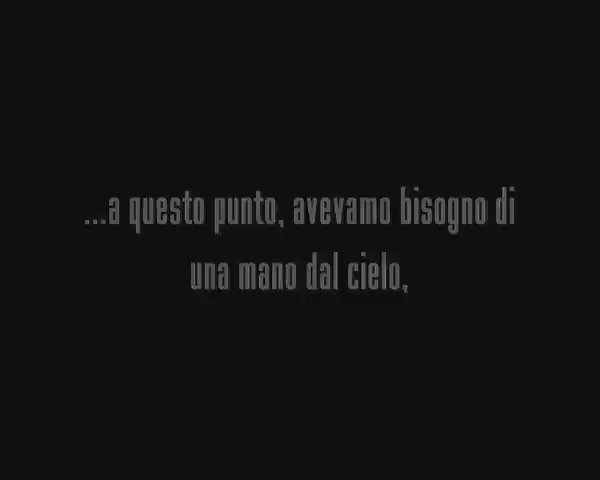 ...a questo punto, avevamo bisogno di
una mano dal cielo,